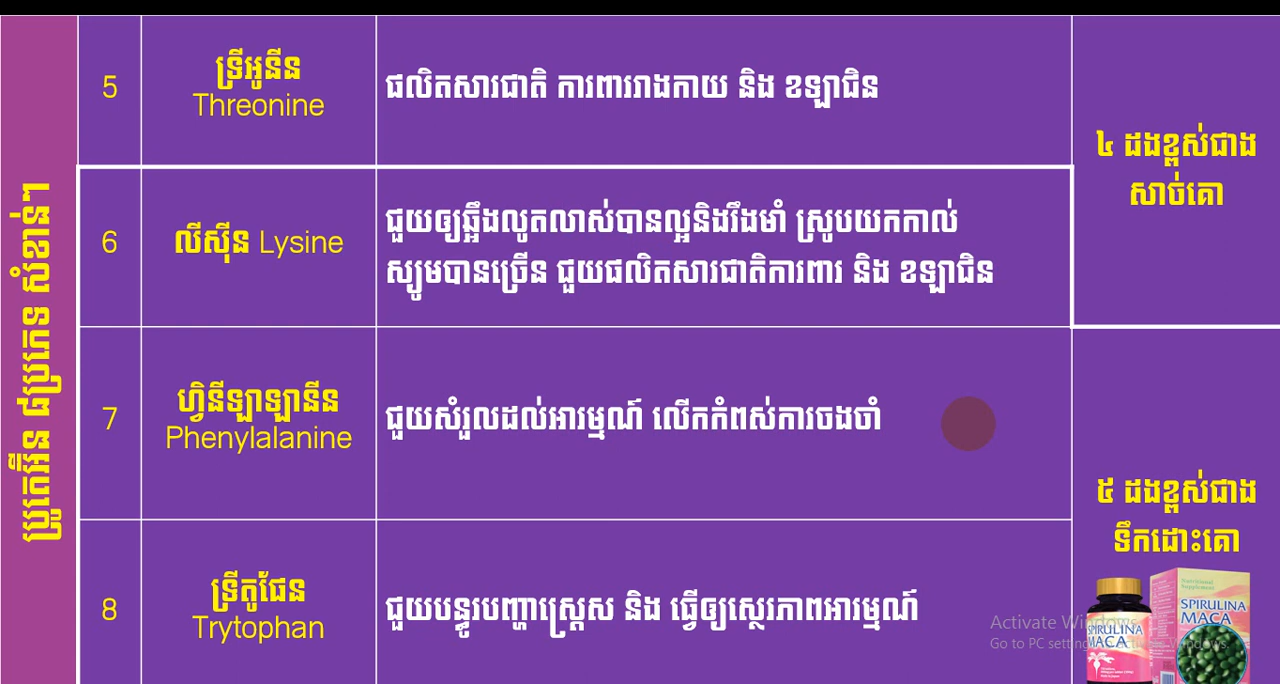 ប្រូតេអ៊ីន ៨ប្រភេទ សំខាន់ៗ
5
ទ្រីអូនីន
Threonine
ផលិតសារជាតិ ការពាររាងកាយ និង ខឡាជិន
៤ ដងខ្ពស់ជាង
សាច់គោ
6
លីស៊ីន Lysine
ជួយឲ្យឆ្អឹងលូតលាស់បានល្អនិងរឹងមាំ ស្រូបយកកាល់
ស្យូមបានច្រើន ជួយផលិតសារជាតិការពារ និង ខឡាជិន
7
ហ្វិនីឡាឡានីន
Phenylalanine
ជួយសំរួលដល់អារម្មណ៍ លើកកំពស់ការចងចាំ
៥ ដងខ្ពស់ជាង
ទឹកដោះគោ
8
ទ្រីតូផែន
Trytophan
ជួយបន្ធូរបញ្ហាស្ត្រេស និង ធ្វើឲ្យស្ថេរភាពអារម្មណ៍
Activate Windows
Go to PC settings to activate Windows.
Nutritional
Supplement
SPIRULINA
MACA
SPIRULINA
MACA